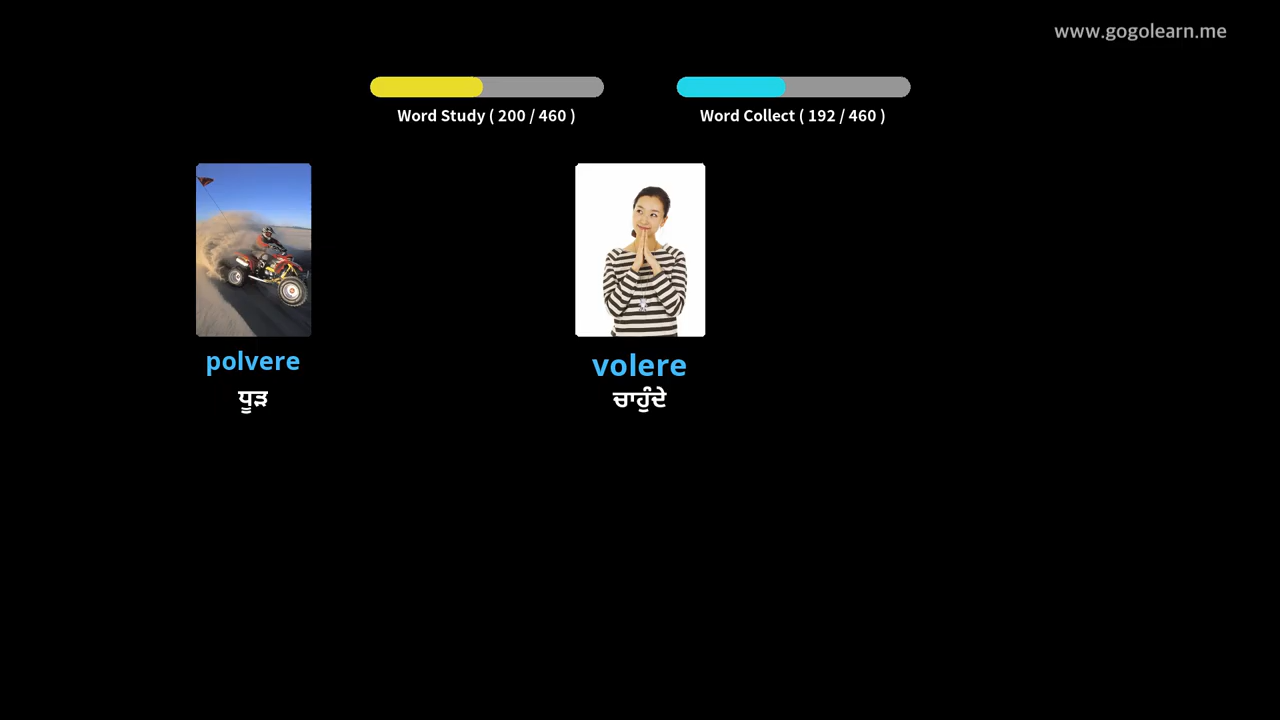 www.gogolearn.me
Word Study ( 200 / 460 )
Word Collect ( 192 / 460 )
polvere
ਧੂੜ
volere
ਚਾਹੁੰਦੇ